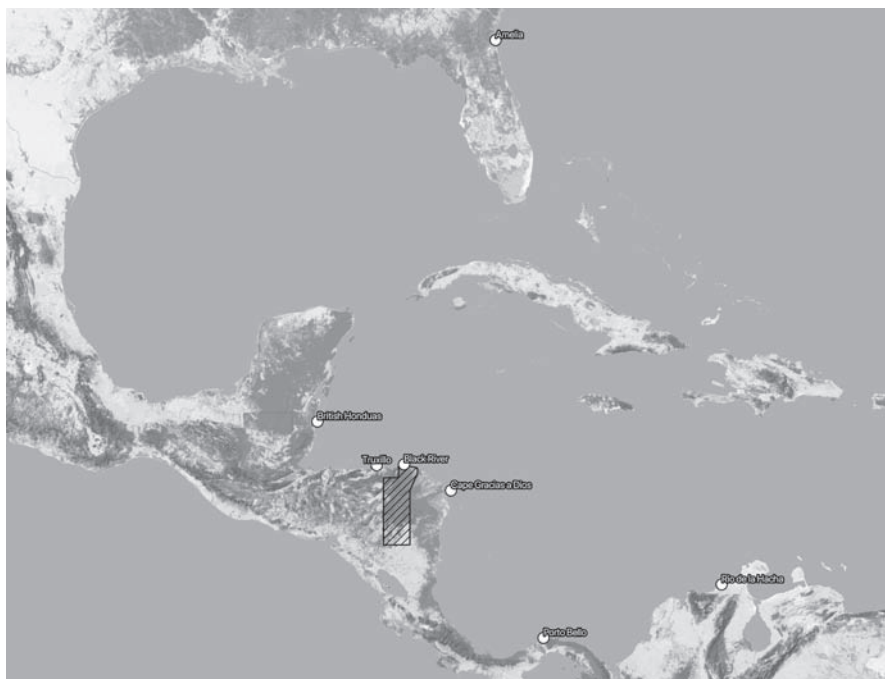 Amelia
British Honduas
Truxillo
Black River
Cape Gracias a Dios
Rio de la Hacha
Porto Bello